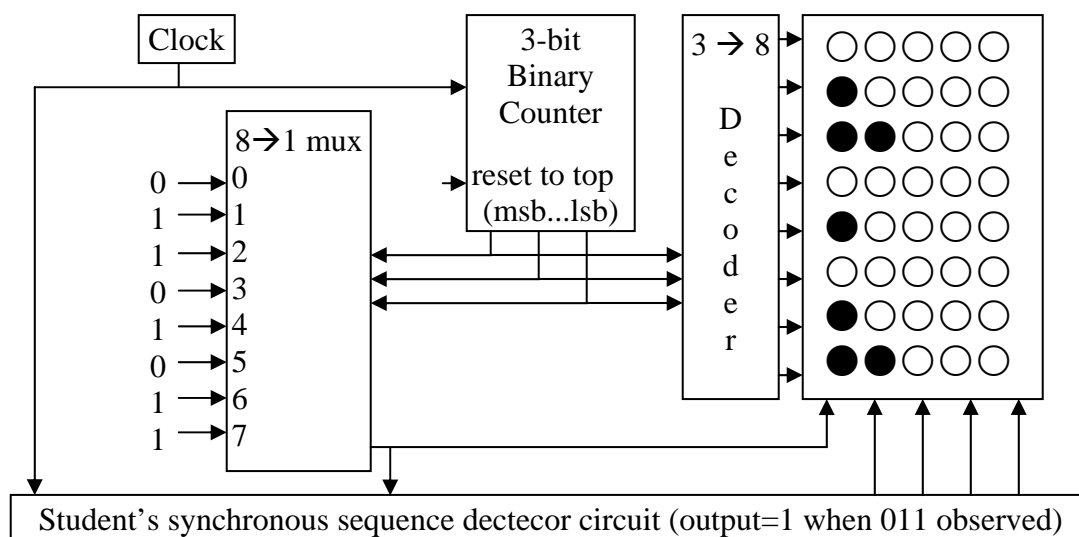 Clock
3-bit
Binary
Counter
reset to top
(msb...lsb)
3 → 8
D
e
c
o
d
e
r
8→1 mux
0 0
1 1
1 2
0 3
1 4
0 5
1 6
1 7
Student's synchronous sequence dectecor circuit (output=1 when 011 observed)